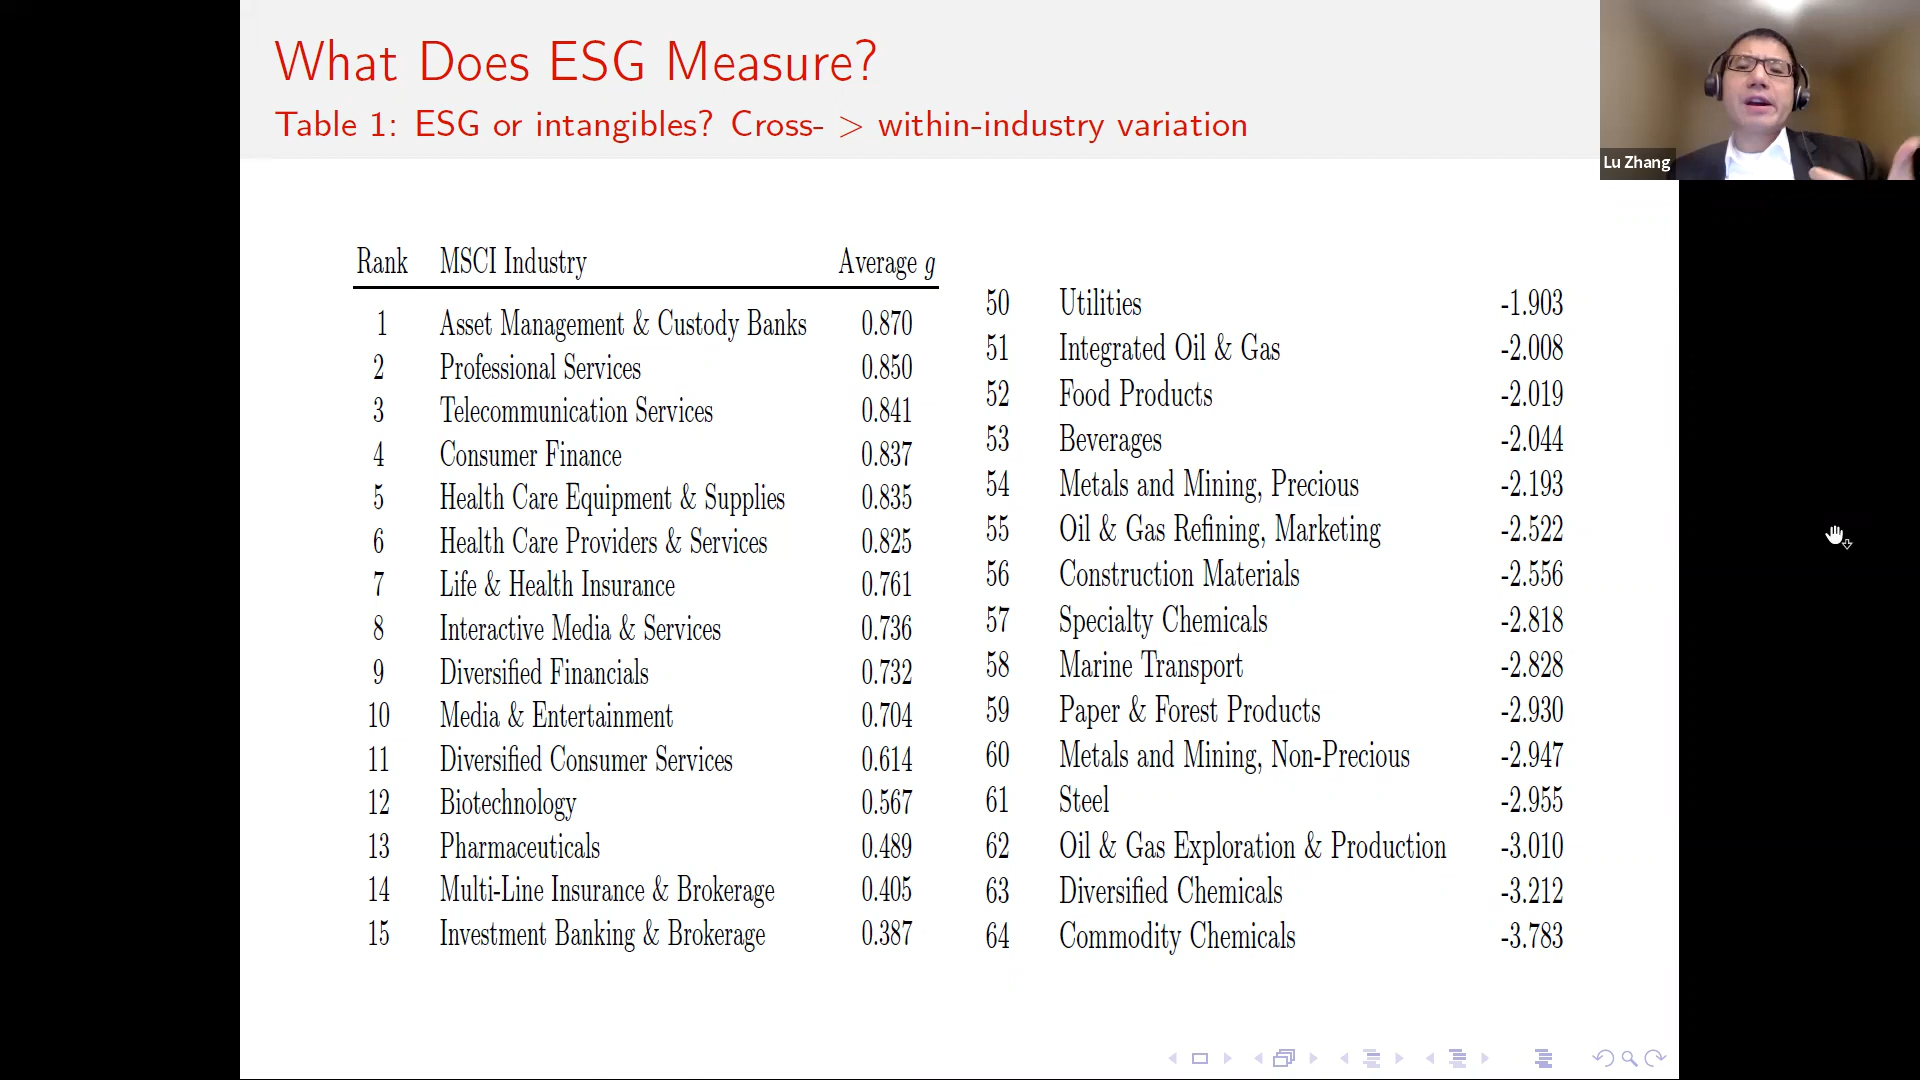 What Does ESG Measure?
Table 1: ESG or intangibles? Cross- > within-industry variation
Lu Zhang
Rank MSCI Industry Average g
1 Asset Management & Custody Banks 0.870
2 Professional Services 0.850
3 Telecommunication Services 0.841
4 Consumer Finance 0.837
5 Health Care Equipment & Supplies 0.835
6 Health Care Providers & Services 0.825
7 Life & Health Insurance 0.761
8 Interactive Media & Services 0.736
9 Diversified Financials 0.732
10 Media & Entertainment 0.704
11 Diversified Consumer Services 0.614
12 Biotechnology 0.567
13 Pharmaceuticals 0.489
14 Multi-Line Insurance & Brokerage 0.405
15 Investment Banking & Brokerage 0.387
50 Utilities -1.903
51 Integrated Oil & Gas -2.008
52 Food Products -2.019
53 Beverages -2.044
54 Metals and Mining, Precious -2.193
55 Oil & Gas Refining, Marketing -2.522
56 Construction Materials -2.556
57 Specialty Chemicals -2.818
58 Marine Transport -2.828
59 Paper & Forest Products -2.930
60 Metals and Mining, Non-Precious -2.947
61 Steel -2.955
62 Oil & Gas Exploration & Production -3.010
63 Diversified Chemicals -3.212
64 Commodity Chemicals -3.783